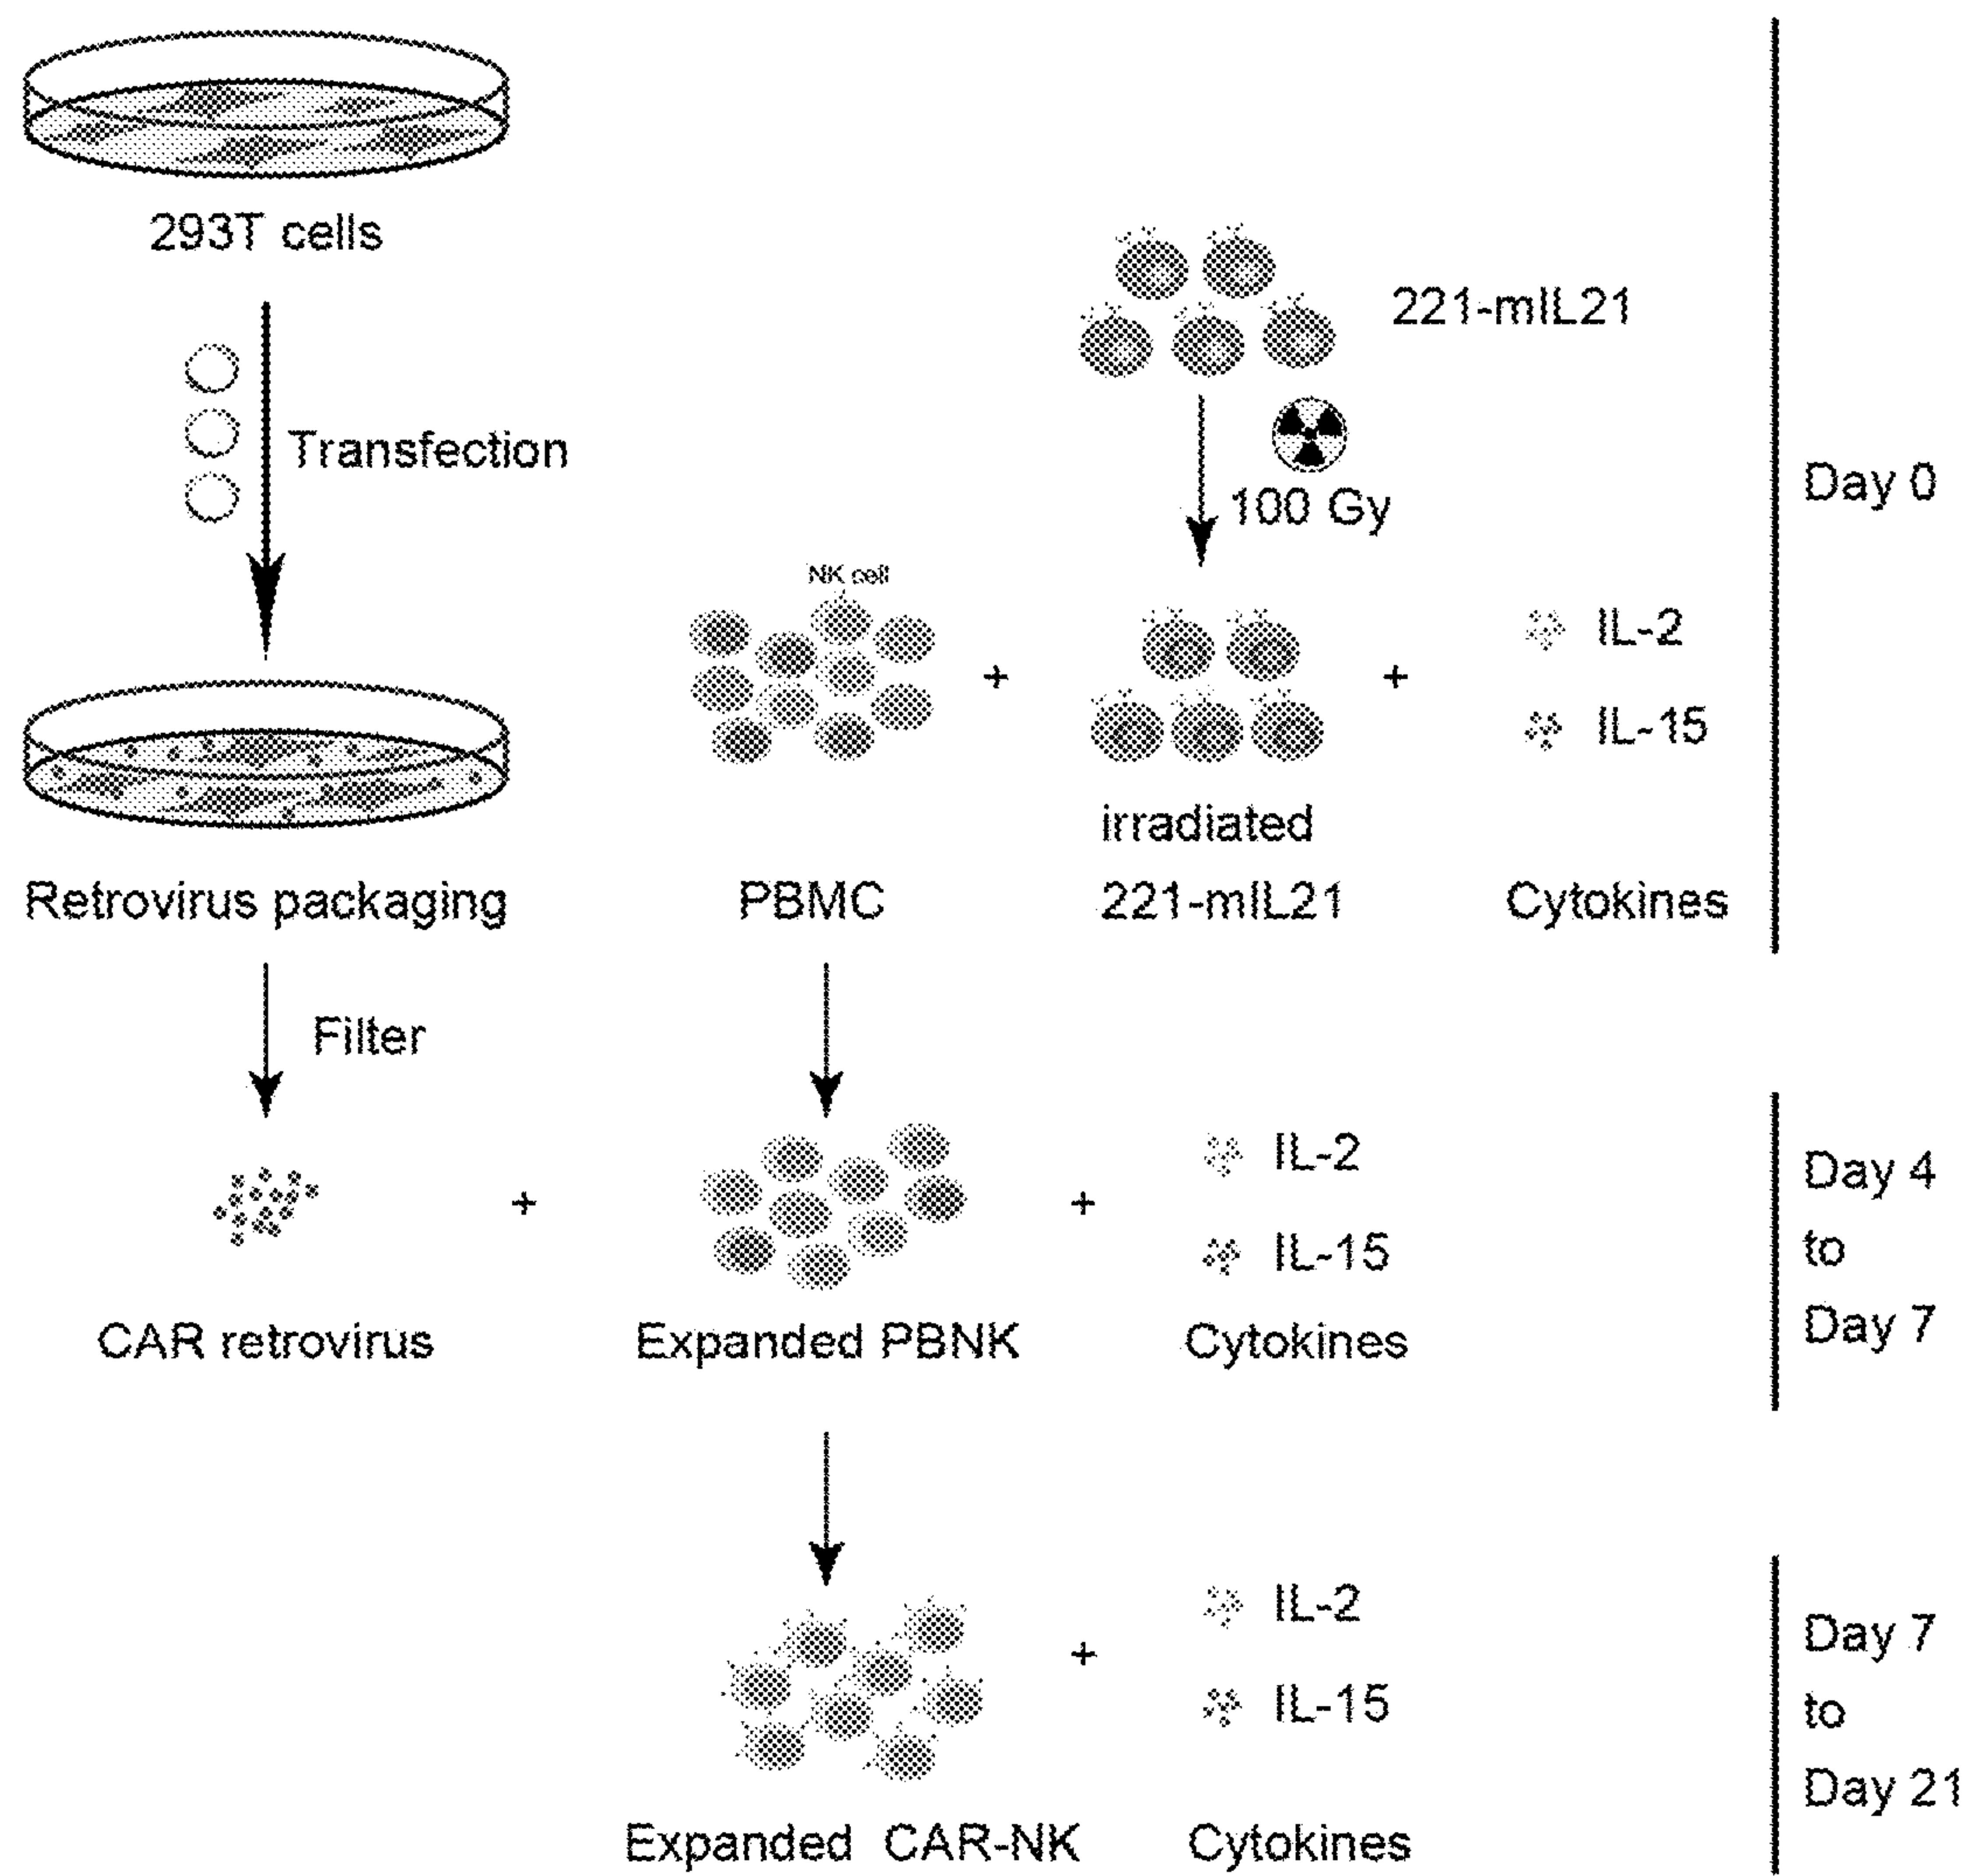 293T cells
221-mIL21
Transfection
100 Gy
Day 0
NK cell
+
+
IL-2
IL-15
irradiated
Retrovirus packaging
PBMC
221-mIL21
Cytokines
Filter
+
+
IL-2
IL-15
Day 4
to
Day 7
CAR retrovirus
Expanded PBNK
Cytokines
+
IL-2
IL-15
Day 7
to
Day 21
Expanded CAR-NK
Cytokines